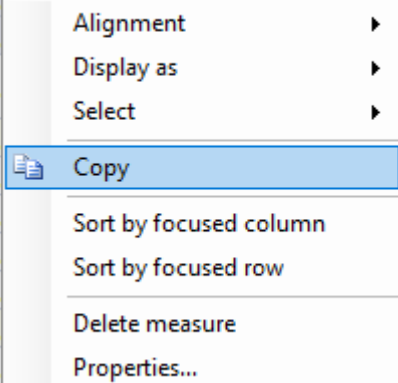 Alignment
Display as
Select
Copy
Sort by focused column
Sort by focused row
Delete measure
Properties...